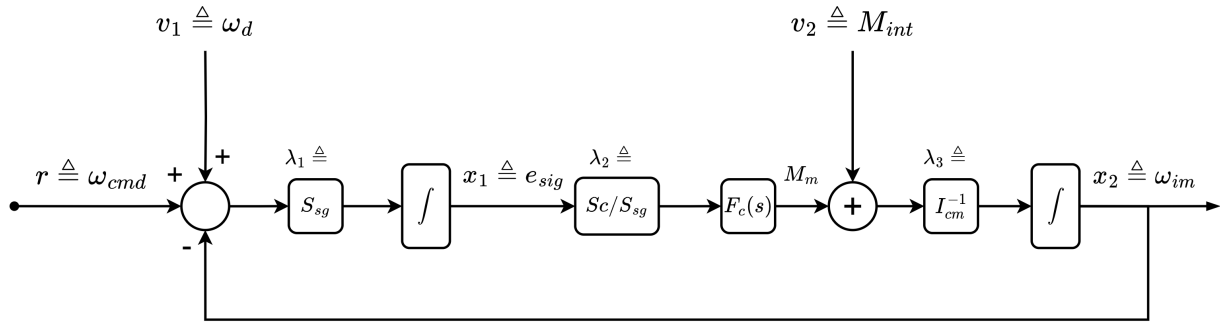 v₁ ≜ ω_d
v₂ ≜ M_int
r ≜ ω_cmd
+
+
-
λ₁ ≜
S_sg
∫
x₁ ≜ e_sig
λ₂ ≜
Sc/S_sg
F_c(s)
M_m
+
λ₃ ≜
I_cm^-1
∫
x₂ ≜ ω_im